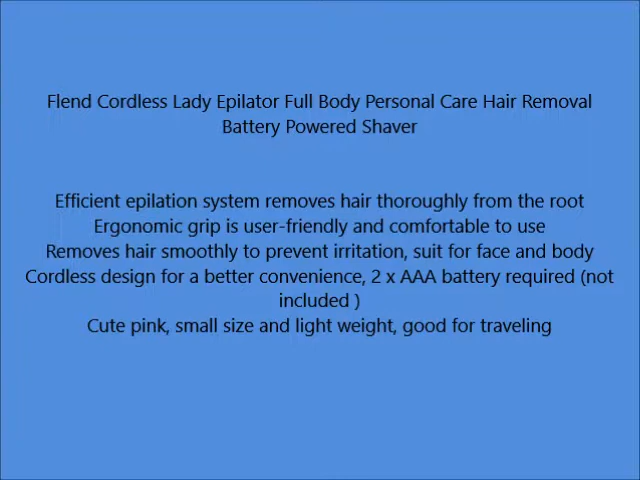 Flend Cordless Lady Epilator Full Body Personal Care Hair Removal
Battery Powered Shaver
Efficient epilation system removes hair thoroughly from the root
Ergonomic grip is user-friendly and comfortable to use
Removes hair smoothly to prevent irritation, suit for face and body
Cordless design for a better convenience, 2 x AAA battery required (not
included )
Cute pink, small size and light weight, good for traveling